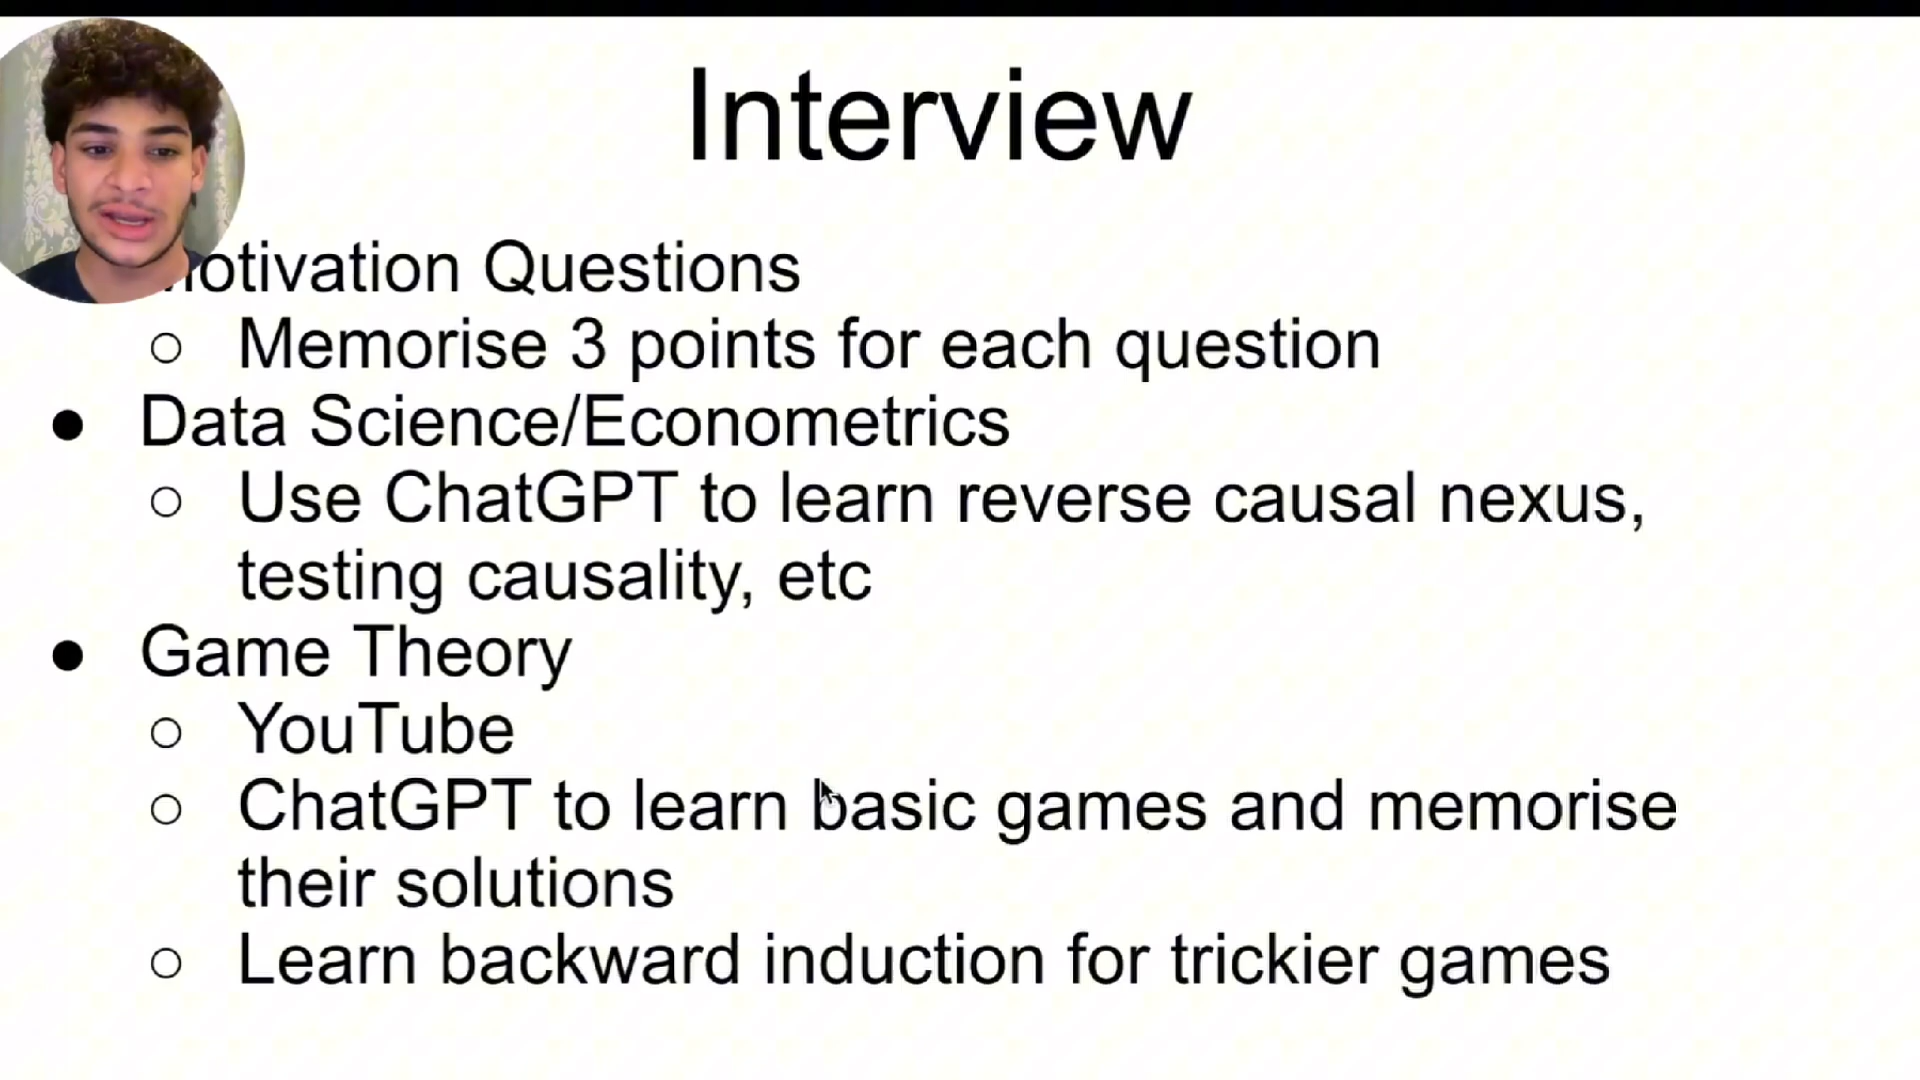 Interview
otivation Questions
○ Memorise 3 points for each question
● Data Science/Econometrics
○ Use ChatGPT to learn reverse causal nexus,
testing causality, etc
● Game Theory
○ YouTube
○ ChatGPT to learn basic games and memorise
their solutions
○ Learn backward induction for trickier games